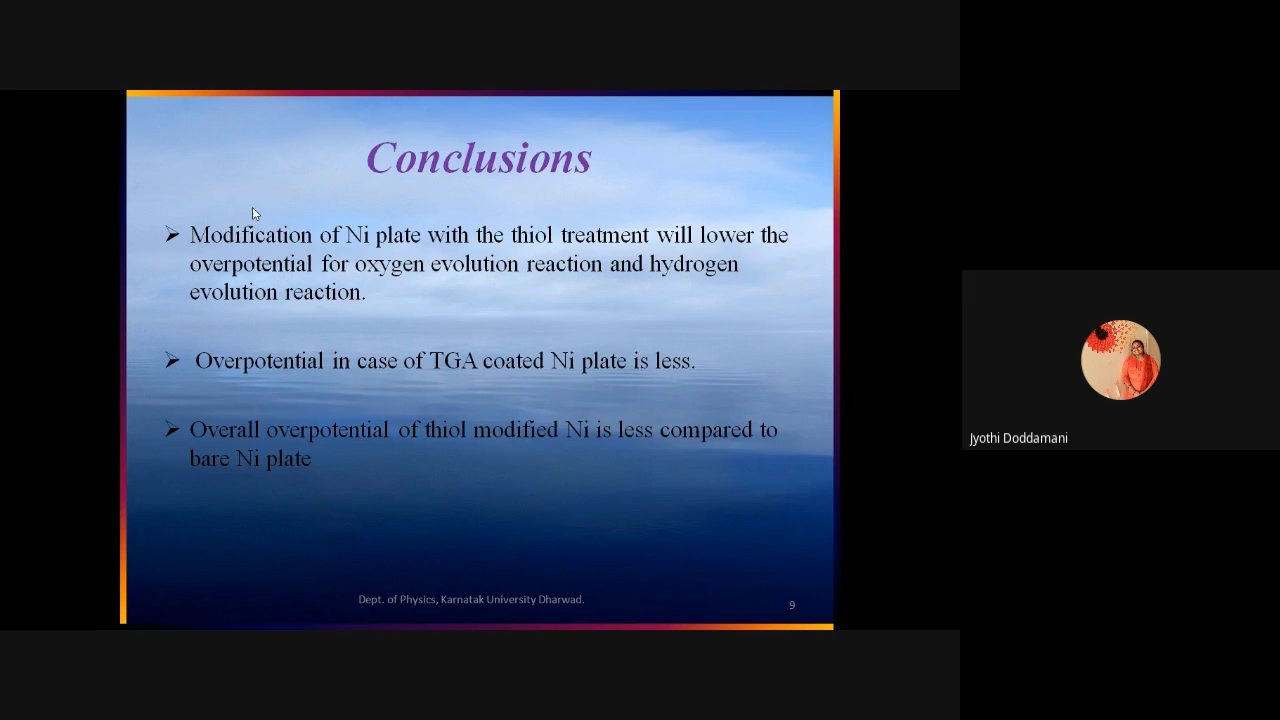 Conclusions
➢ Modification of Ni plate with the thiol treatment will lower the
overpotential for oxygen evolution reaction and hydrogen
evolution reaction.
➢ Overpotential in case of TGA coated Ni plate is less.
➢ Overall overpotential of thiol modified Ni is less compared to
bare Ni plate
Dept. of Physics, Karnatak University Dharwad.
9
Jyothi Doddamani